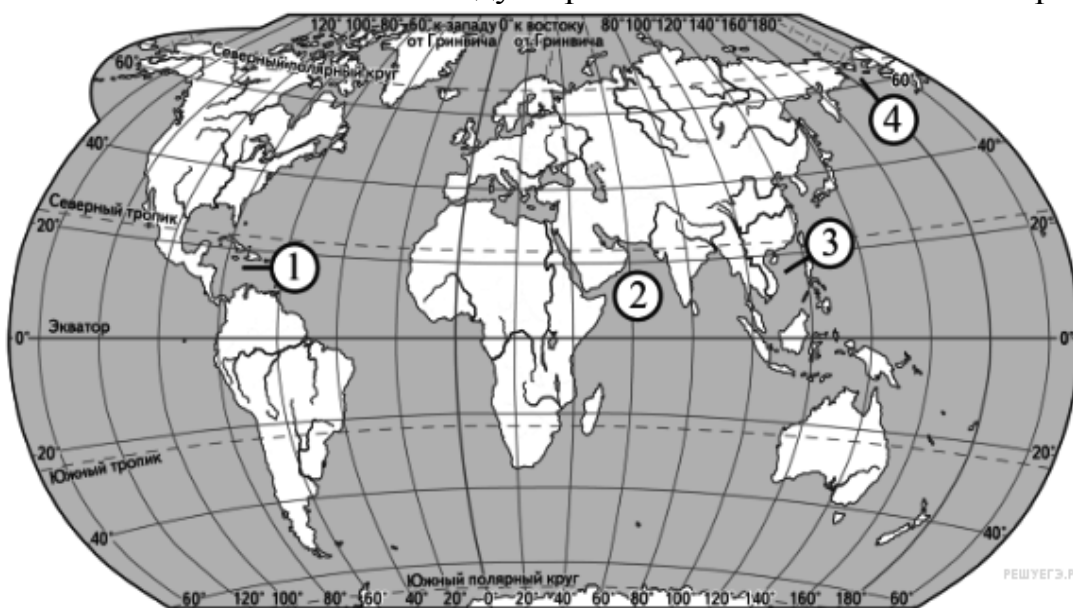 120° 100° 60° к западу 0 к востоку 80° 100° 120° 140° 160° 180°
от Гринвича от Гринвича
Северный полярный круг
60° 60°
4
40° 40°
Северный тропик
20° 20°
3
1
2
Экватор
0° 0°
20° 20°
Южный тропик
40° 40°
Южный полярный круг
60° 120° 100° 80° 60° 40° 20° 0° 20° 40° 60° 80° 100° 120° 140° 160° 180° 60°